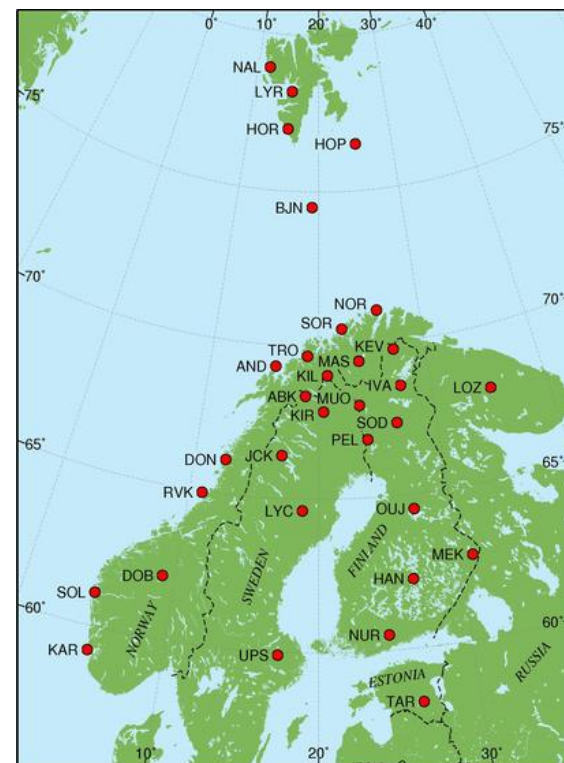 0° 10° 20° 30° 40°
NAL
LYR
75°
HOR
75°
HOP
BJN
70°
NOR
70°
SOR
TRO
KEV
MAS
AND
KIL
IVA
LOZ
ABK
MUO
KIR
SOD
PEL
65°
JCK
DON
65°
RVK
LYC
OUJ
FINLAND
MEK
SWEDEN
DOB
HAN
SOL
60°
NORWAY
60°
NUR
KAR
UPS
RUSSIA
ESTONIA
TAR
10° 20° 30°